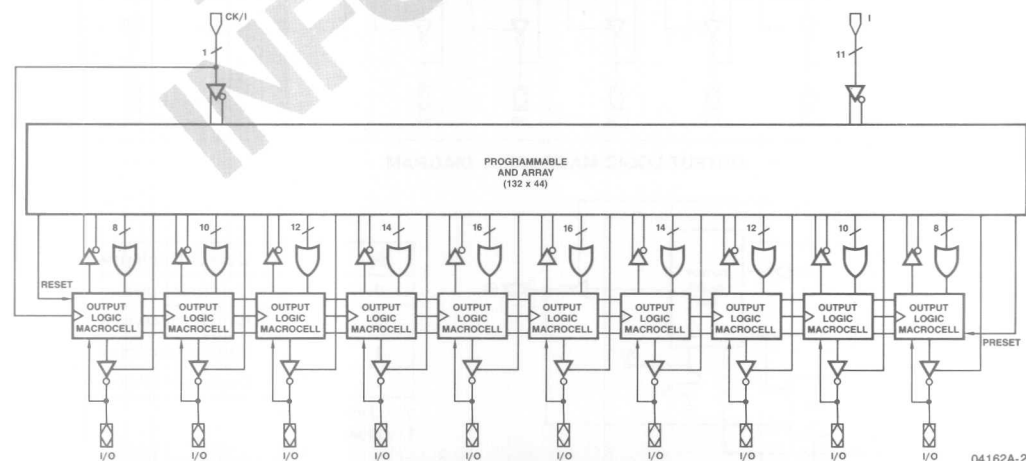 CK/I
I
1
11
INFO
PROGRAMMABLE
AND ARRAY
(132 x 44)
8 10 12 14 16 16 14 12 10 8
RESET
OUTPUT LOGIC MACROCELL
OUTPUT LOGIC MACROCELL
OUTPUT LOGIC MACROCELL
OUTPUT LOGIC MACROCELL
OUTPUT LOGIC MACROCELL
OUTPUT LOGIC MACROCELL
OUTPUT LOGIC MACROCELL
OUTPUT LOGIC MACROCELL
OUTPUT LOGIC MACROCELL
OUTPUT LOGIC MACROCELL
PRESET
I/O I/O I/O I/O I/O I/O I/O I/O I/O I/O
04162A-2